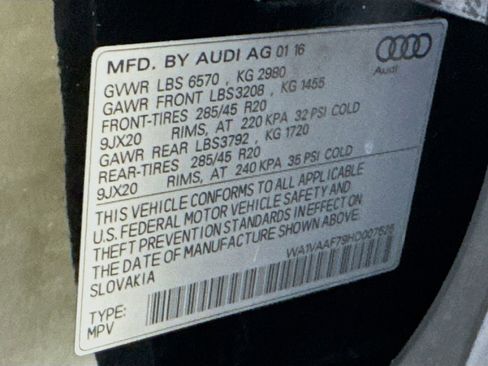 MFD. BY AUDI AG 01 16
Audi
GVWR LBS 6570 , KG 2980
GAWR FRONT LBS3208 , KG 1455
FRONT-TIRES 285/45 R20
9JX20 RIMS, AT 220 KPA 32 PSI COLD
GAWR REAR LBS3792 , KG 1720
REAR-TIRES 285/45 R20
9JX20 RIMS, AT 240 KPA 35 PSI COLD
THIS VEHICLE CONFORMS TO ALL APPLICABLE
U.S. FEDERAL MOTOR VEHICLE SAFETY AND
THEFT PREVENTION STANDARDS IN EFFECT ON
THE DATE OF MANUFACTURE SHOWN ABOVE.
SLOVAKIA
TYPE:
MPV